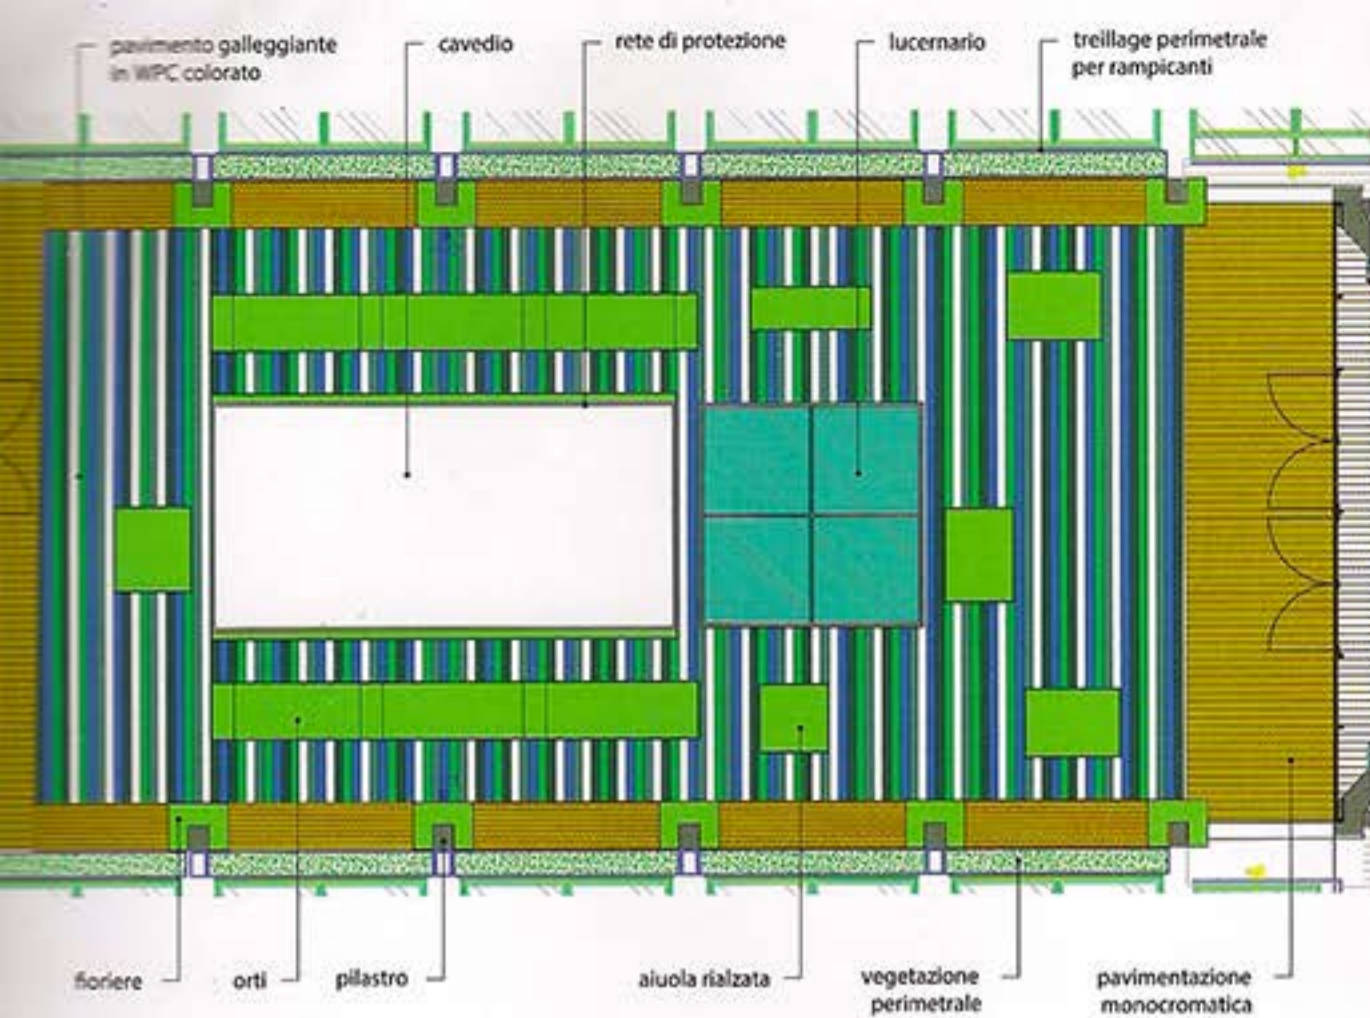 pavimento galleggiante
in WPC colorato
cavedio
rete di protezione
lucernario
treillage perimetrale
per rampicanti
fioriere
orti
pilastro
aiuola rialzata
vegetazione
perimetrale
pavimentazione
monocromatica